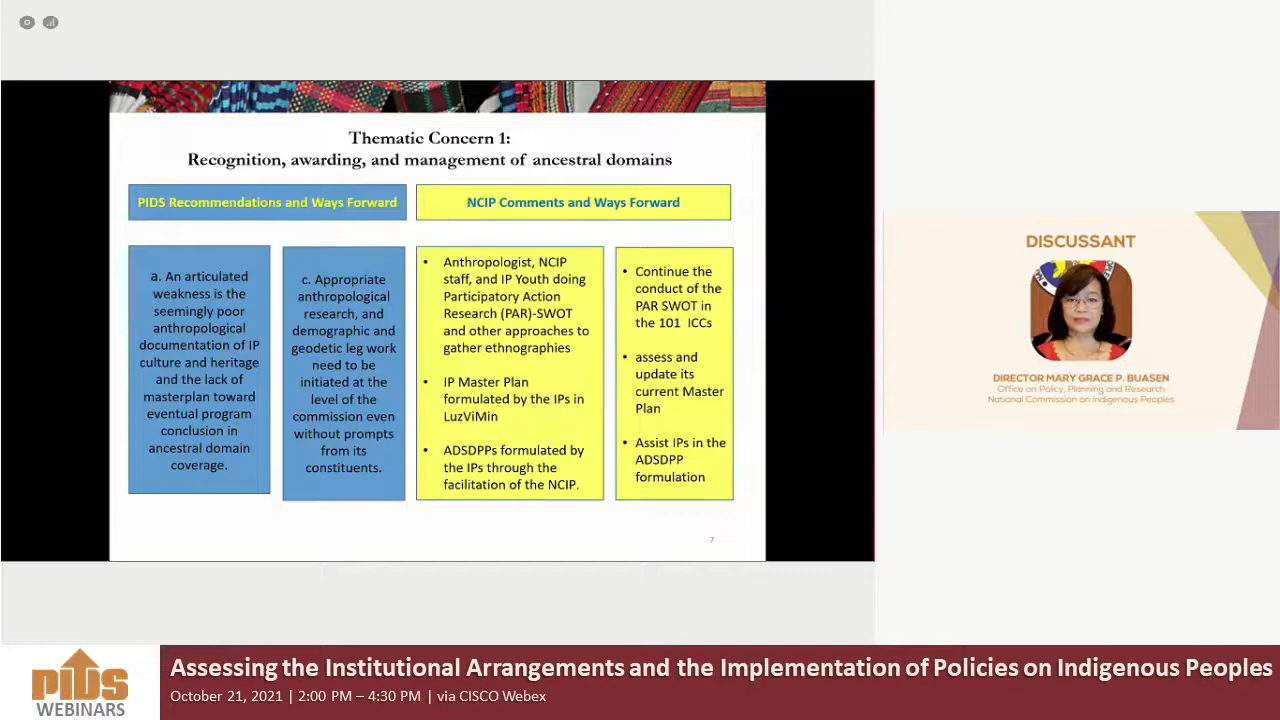 Thematic Concern 1:
Recognition, awarding, and management of ancestral domains
PIDS Recommendations and Ways Forward
NCIP Comments and Ways Forward
a. An articulated
weakness is the
seemingly poor
anthropological
documentation of IP
culture and heritage
and the lack of
masterplan toward
eventual program
conclusion in
ancestral domain
coverage.
c. Appropriate
anthropological
research, and
demographic and
geodetic leg work
need to be
initiated at the
level of the
commission even
without prompts
from its
constituents.
• Anthropologist, NCIP
staff, and IP Youth doing
Participatory Action
Research (PAR)-SWOT
and other approaches to
gather ethnographies
• IP Master Plan
formulated by the IPs in
LuzViMin
• ADSDPPs formulated by
the IPs through the
facilitation of the NCIP.
• Continue the
conduct of the
PAR SWOT in
the 101 ICCs
• assess and
update its
current Master
Plan
• Assist IPs in the
ADSDPP
formulation
7
DISCUSSANT
DIRECTOR MARY GRACE P. BUASEN
Office on Policy, Planning and Research
National Commission on Indigenous Peoples
PIDS
WEBINARS
Assessing the Institutional Arrangements and the Implementation of Policies on Indigenous Peoples
October 21, 2021 | 2:00 PM – 4:30 PM | via CISCO Webex